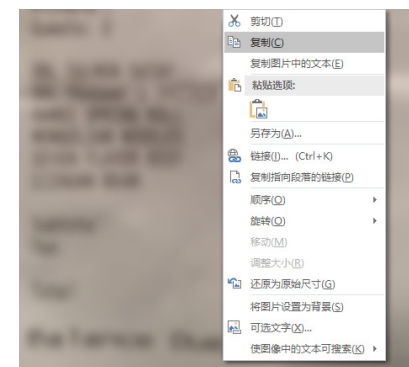 剪切(T)
复制(C)
复制图片中的文本(E)
粘贴选项:
另存为(A)...
链接(I)... (Ctrl+K)
复制指向段落的链接(P)
顺序(O)
旋转(O)
移动(M)
调整大小(R)
还原为原始尺寸(G)
将图片设置为背景(S)
可选文字(X)...
使图像中的文本可搜索(K)
Balance Due